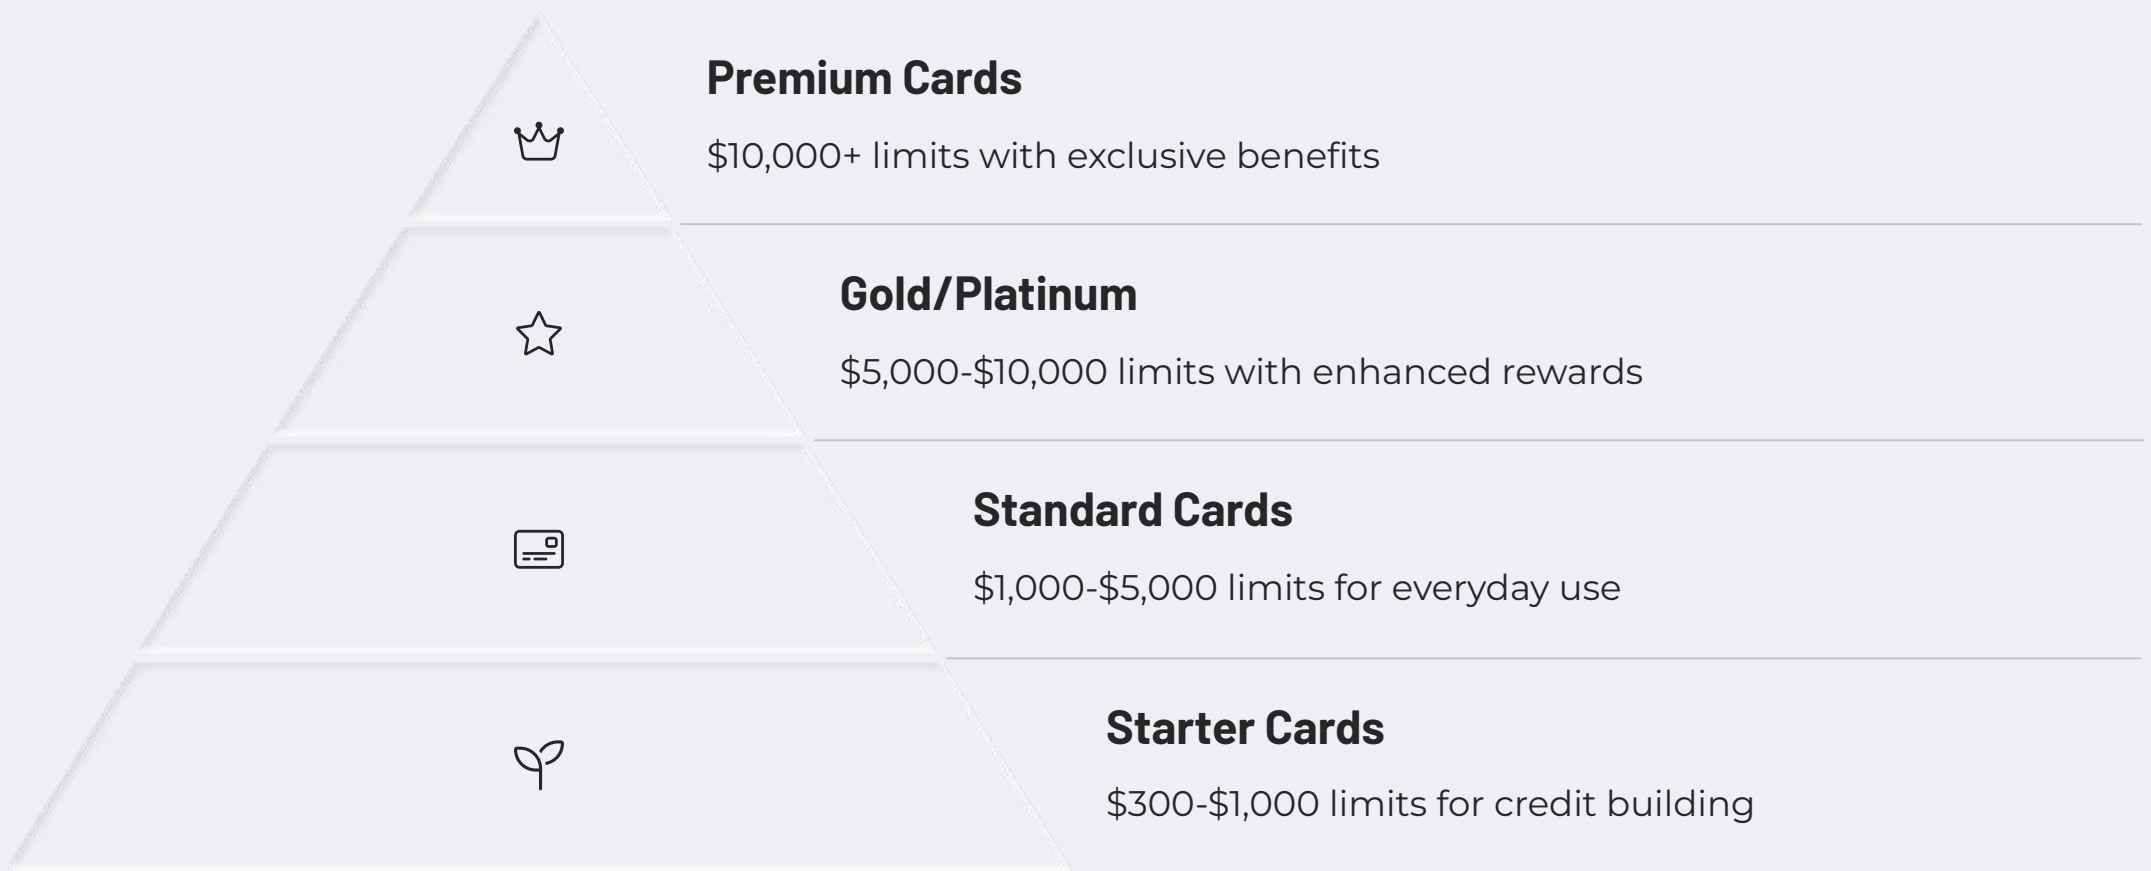 Premium Cards
$10,000+ limits with exclusive benefits
Gold/Platinum
$5,000-$10,000 limits with enhanced rewards
Standard Cards
$1,000-$5,000 limits for everyday use
Starter Cards
$300-$1,000 limits for credit building